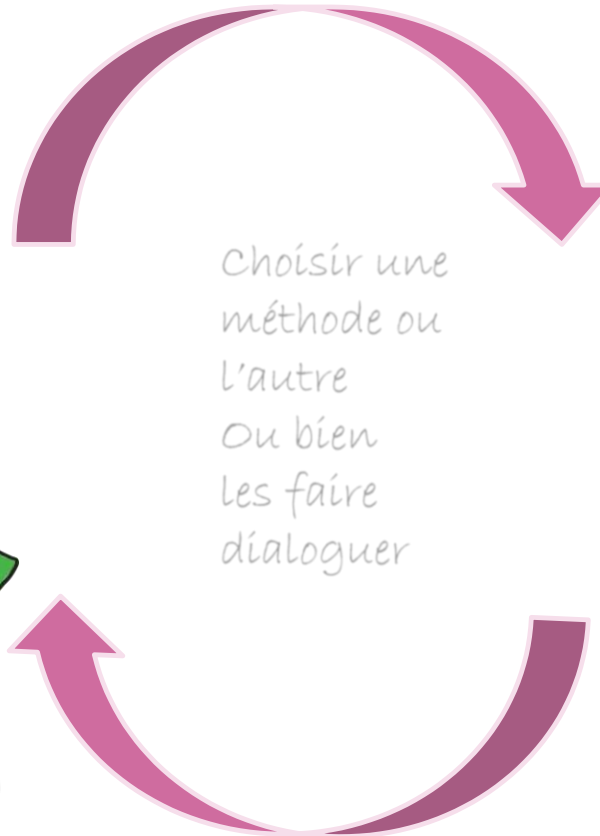 Choisir une
méthode ou
l'autre
Ou bien
les faire
dialoguer